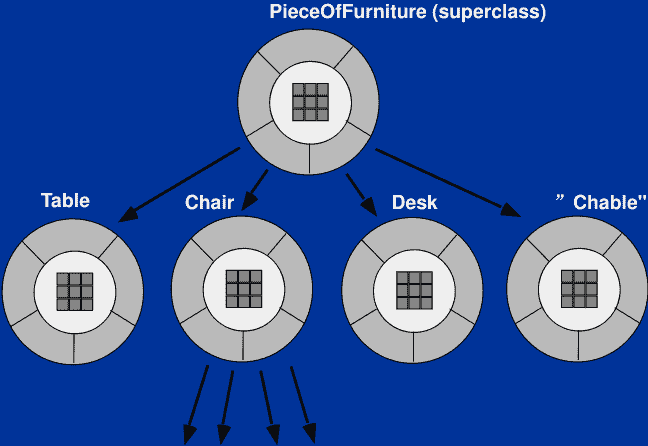 PieceOfFurniture (superclass)
Table
Chair
Desk
” Chable"